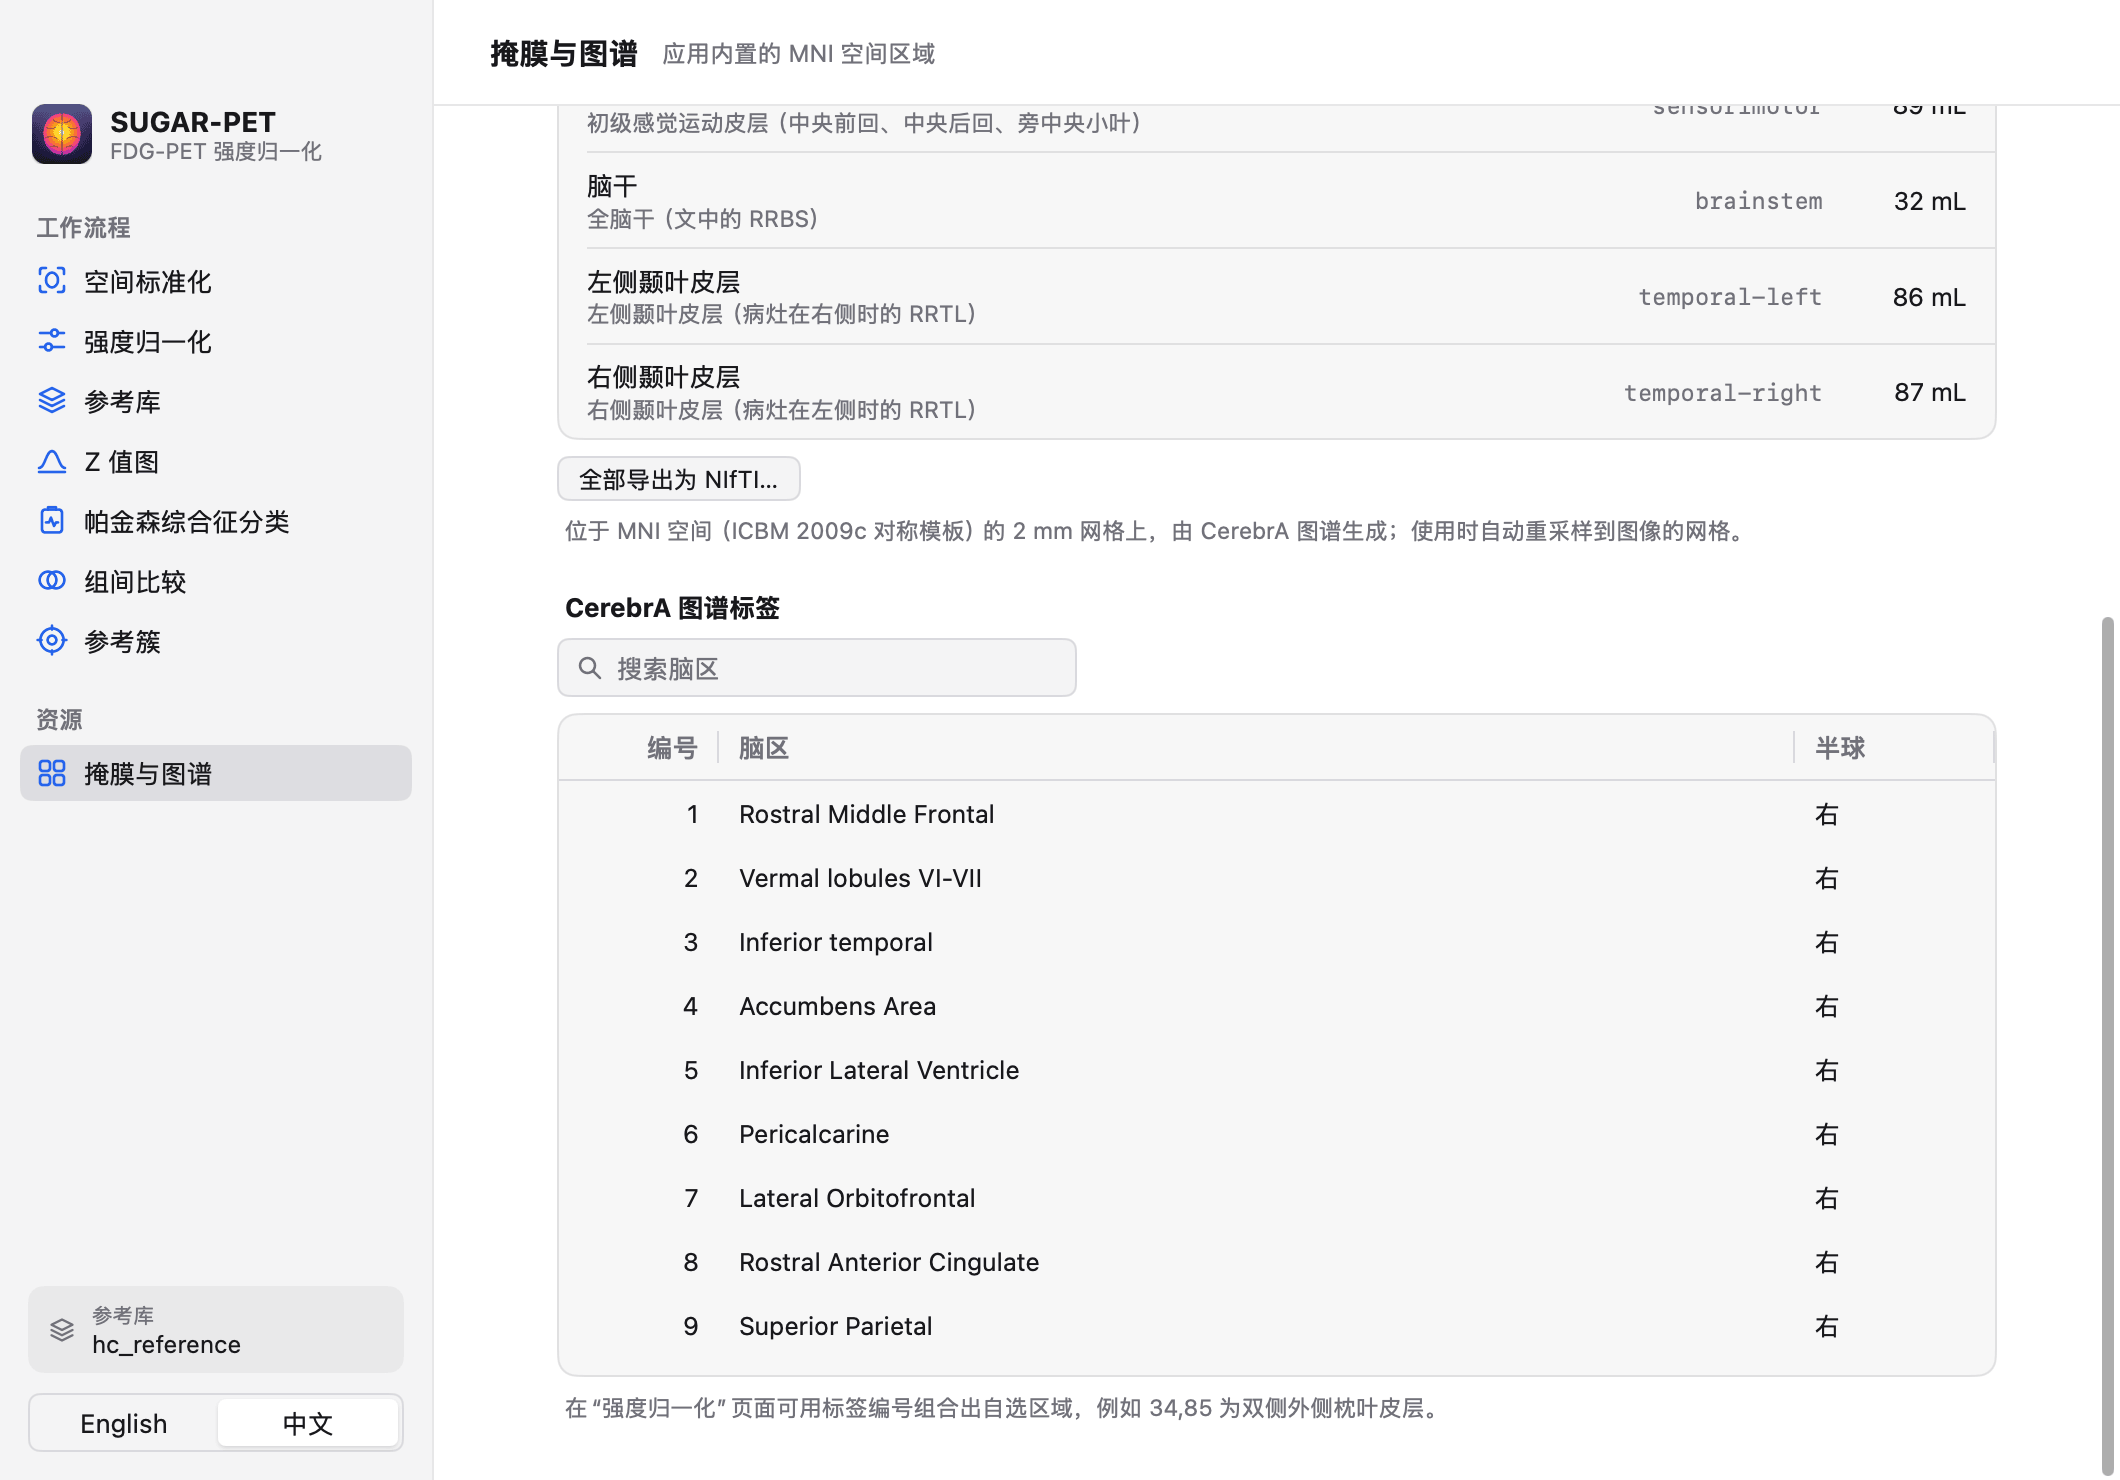 掩膜与图谱 应用内置的 MNI 空间区域
SUGAR-PET
FDG-PET 强度归一化
工作流程
空间标准化
强度归一化
参考库
Z 值图
帕金森综合征分类
组间比较
参考簇
资源
掩膜与图谱
参考库
hc_reference
English 中文
sensorimotor 89 mL
初级感觉运动皮层（中央前回、中央后回、旁中央小叶）
脑干
全脑干（文中的 RRBS）
brainstem 32 mL
左侧颞叶皮层
左侧颞叶皮层（病灶在右侧时的 RRTL）
temporal-left 86 mL
右侧颞叶皮层
右侧颞叶皮层（病灶在左侧时的 RRTL）
temporal-right 87 mL
全部导出为 NIfTI...
位于 MNI 空间（ICBM 2009c 对称模板）的 2 mm 网格上，由 CerebrA 图谱生成；使用时自动重采样到图像的网格。
CerebrA 图谱标签
搜索脑区
编号 脑区 半球
1 Rostral Middle Frontal 右
2 Vermal lobules VI-VII 右
3 Inferior temporal 右
4 Accumbens Area 右
5 Inferior Lateral Ventricle 右
6 Pericalcarine 右
7 Lateral Orbitofrontal 右
8 Rostral Anterior Cingulate 右
9 Superior Parietal 右
在“强度归一化”页面可用标签编号组合出自选区域，例如 34,85 为双侧外侧枕叶皮层。